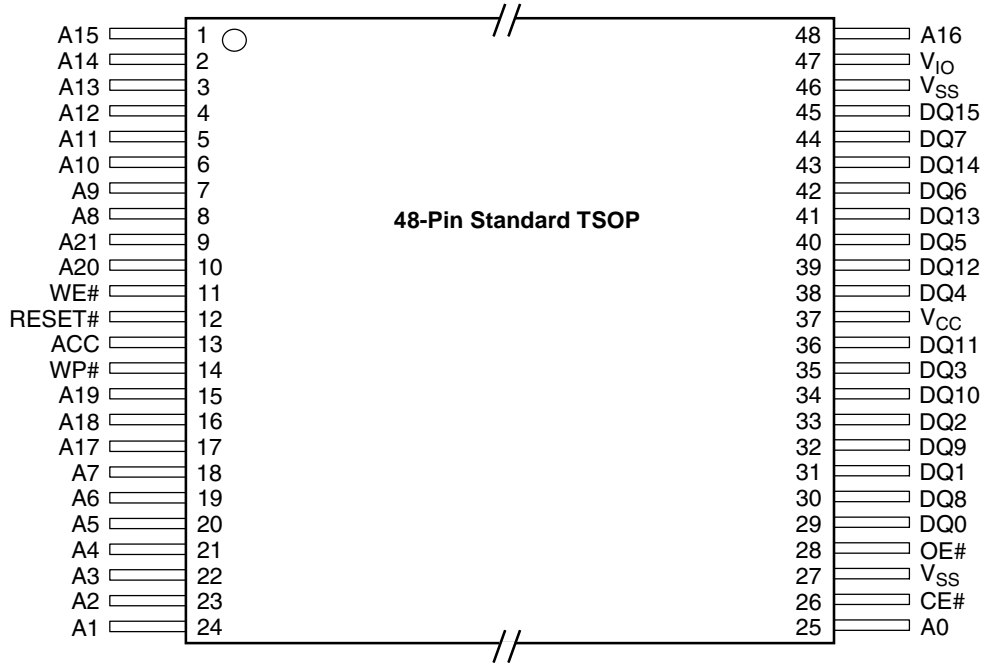 A15 1 48 A16
A14 2 47 VIO
A13 3 46 VSS
A12 4 45 DQ15
A11 5 44 DQ7
A10 6 43 DQ14
A9 7 42 DQ6
A8 8 48-Pin Standard TSOP 41 DQ13
A21 9 40 DQ5
A20 10 39 DQ12
WE# 11 38 DQ4
RESET# 12 37 VCC
ACC 13 36 DQ11
WP# 14 35 DQ3
A19 15 34 DQ10
A18 16 33 DQ2
A17 17 32 DQ9
A7 18 31 DQ1
A6 19 30 DQ8
A5 20 29 DQ0
A4 21 28 OE#
A3 22 27 VSS
A2 23 26 CE#
A1 24 25 A0